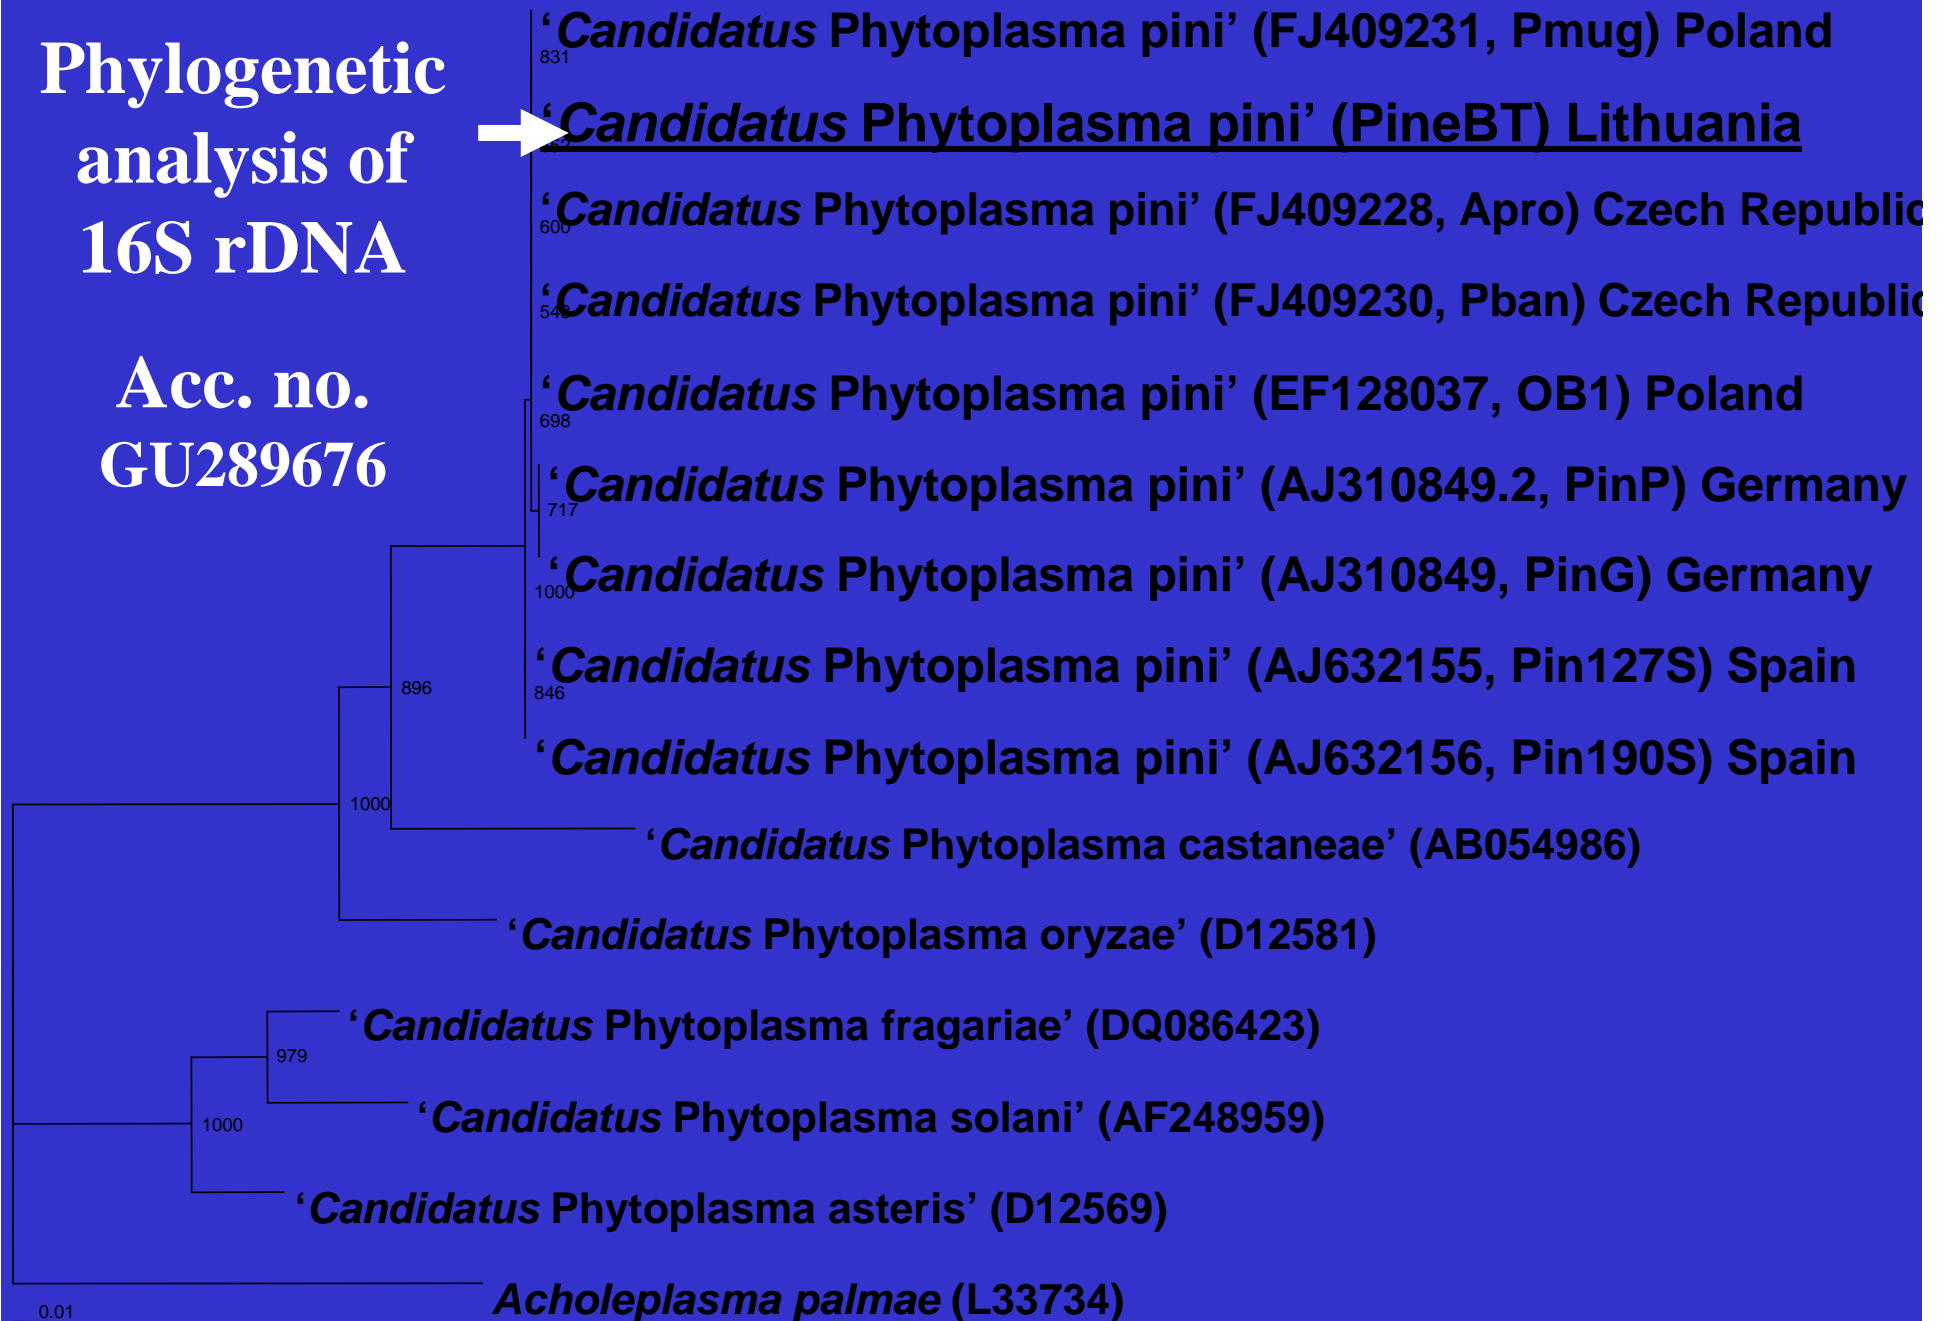 Phylogenetic
analysis of
16S rDNA
Acc. no.
GU289676
‘Candidatus Phytoplasma pini’ (FJ409231, Pmug) Poland
831
‘Candidatus Phytoplasma pini’ (PineBT) Lithuania
‘Candidatus Phytoplasma pini’ (FJ409228, Apro) Czech Republic
600
‘Candidatus Phytoplasma pini’ (FJ409230, Pban) Czech Republic
548
‘Candidatus Phytoplasma pini’ (EF128037, OB1) Poland
698
‘Candidatus Phytoplasma pini’ (AJ310849.2, PinP) Germany
717
‘Candidatus Phytoplasma pini’ (AJ310849, PinG) Germany
1000
‘Candidatus Phytoplasma pini’ (AJ632155, Pin127S) Spain
896
846
‘Candidatus Phytoplasma pini’ (AJ632156, Pin190S) Spain
1000
‘Candidatus Phytoplasma castaneae’ (AB054986)
‘Candidatus Phytoplasma oryzae’ (D12581)
‘Candidatus Phytoplasma fragariae’ (DQ086423)
979
‘Candidatus Phytoplasma solani’ (AF248959)
1000
‘Candidatus Phytoplasma asteris’ (D12569)
Acholeplasma palmae (L33734)
0.01